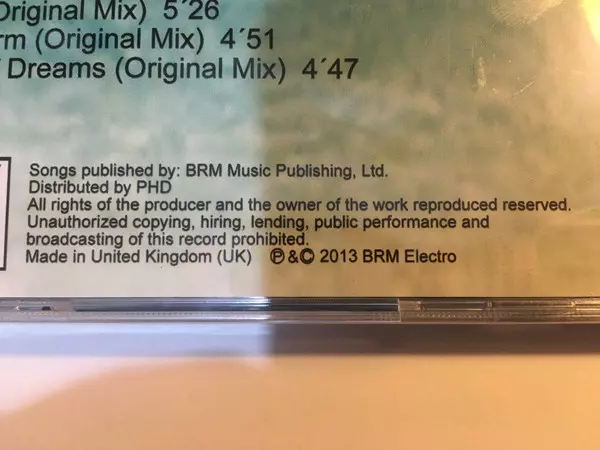 Original Mix) 5´26
rm (Original Mix) 4´51
Dreams (Original Mix) 4´47
Songs published by: BRM Music Publishing, Ltd.
Distributed by PHD
All rights of the producer and the owner of the work reproduced reserved.
Unauthorized copying, hiring, lending, public performance and
broadcasting of this record prohibited.
Made in United Kingdom (UK) ℗ & © 2013 BRM Electro